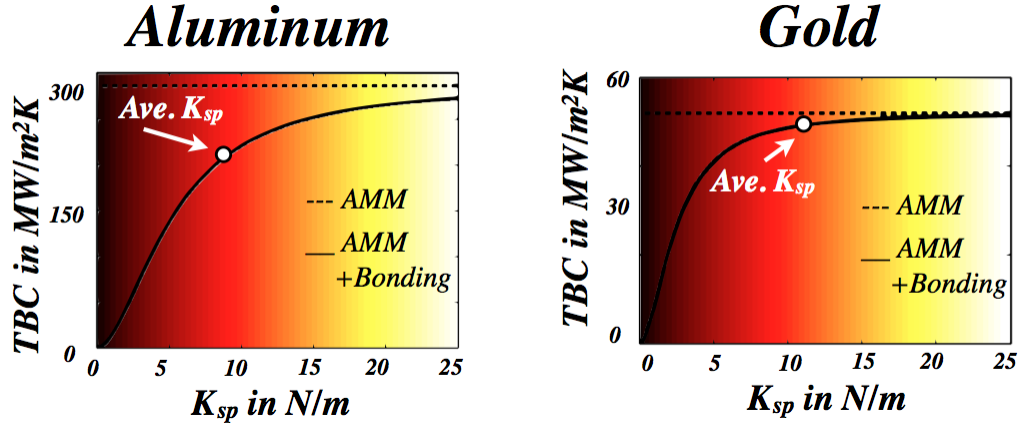 Aluminum
TBC in MW/m²K
300
150
0
Ave. Ksp
AMM
AMM
+Bonding
0 5 10 15 20 25
Ksp in N/m
Gold
TBC in MW/m²K
60
30
0
Ave. Ksp
AMM
AMM
+Bonding
0 5 10 15 20 25
Ksp in N/m